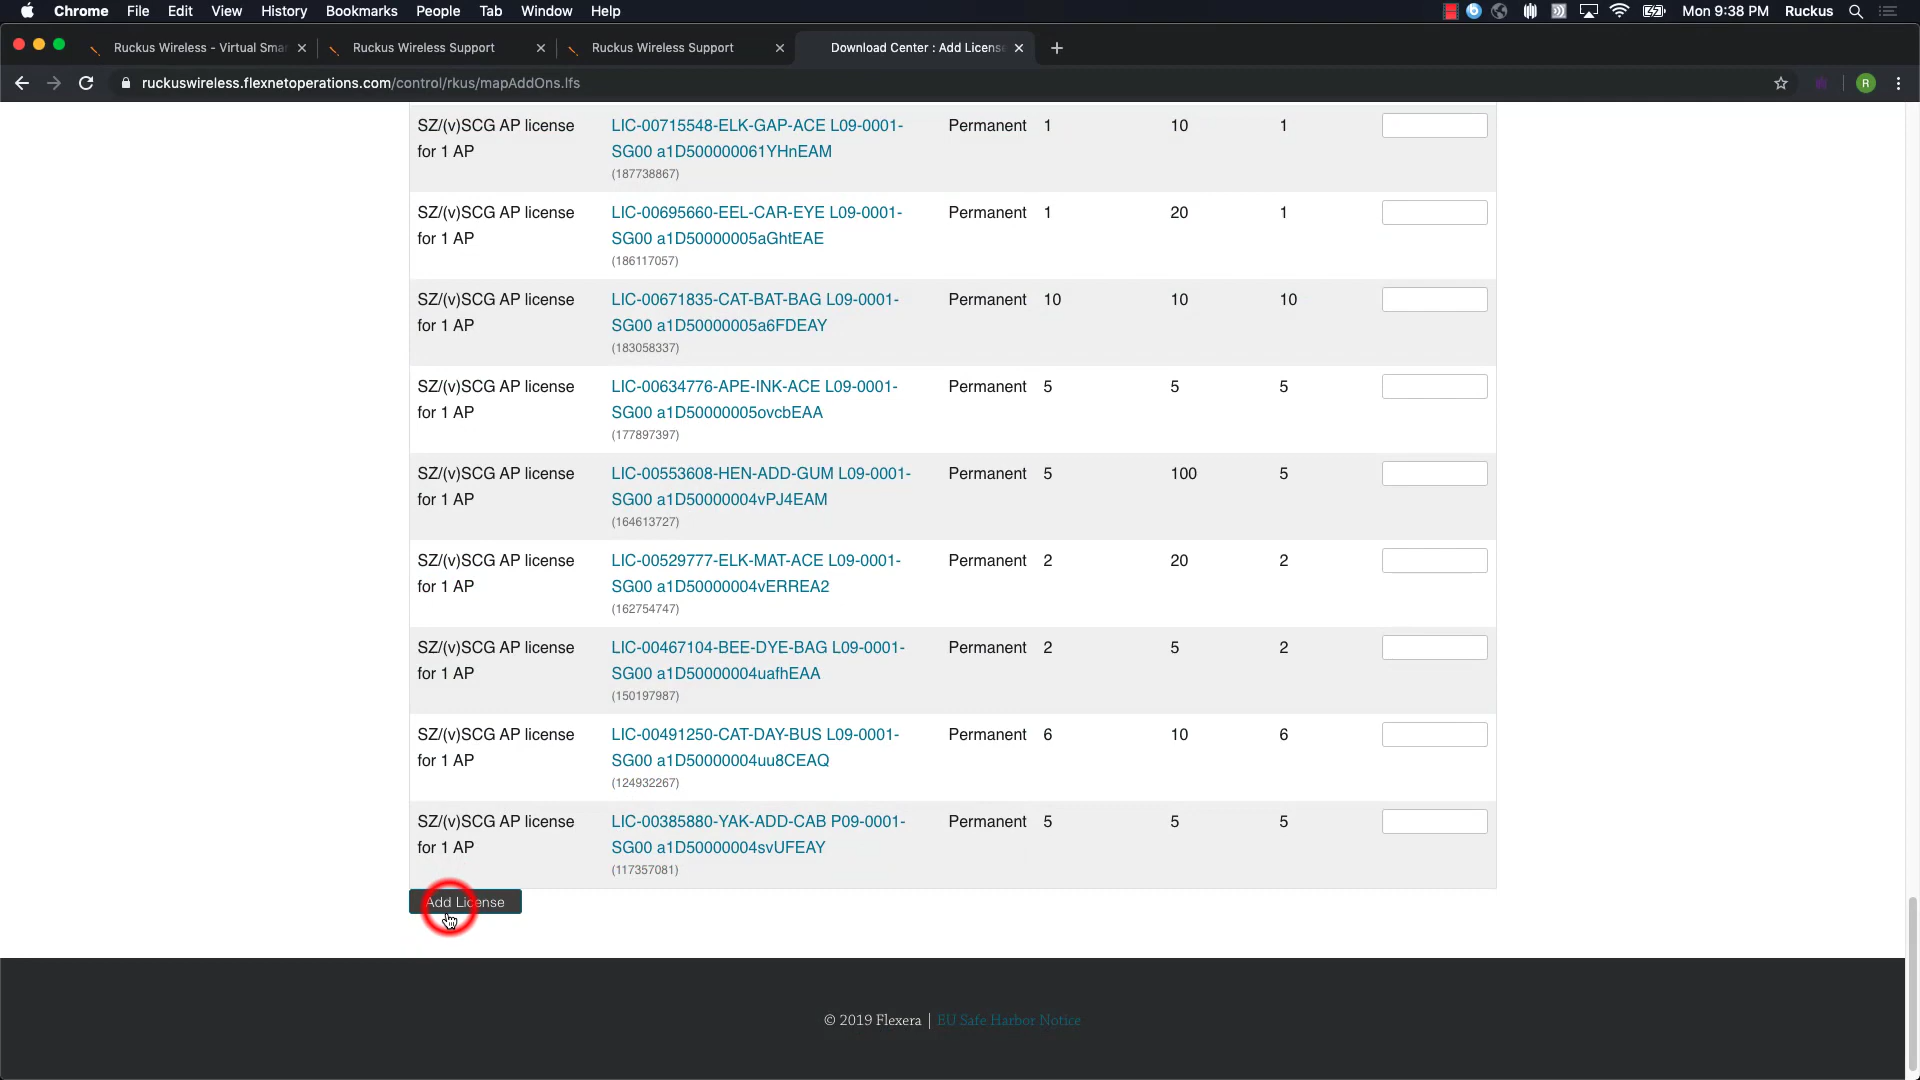 Chrome File Edit View History Bookmarks People Tab Window Help Mon 9:38 PM Ruckus
Ruckus Wireless - Virtual Smar Ruckus Wireless Support Ruckus Wireless Support Download Center : Add License
ruckuswireless.flexnetoperations.com/control/rkus/mapAddOns.lfs R
SZ/(v)SCG AP license LIC-00715548-ELK-GAP-ACE L09-0001- Permanent 1 10 1
for 1 AP SG00 a1D500000061YHnEAM
(187738867)
SZ/(v)SCG AP license LIC-00695660-EEL-CAR-EYE L09-0001- Permanent 1 20 1
for 1 AP SG00 a1D50000005aGhtEAE
(186117057)
SZ/(v)SCG AP license LIC-00671835-CAT-BAT-BAG L09-0001- Permanent 10 10 10
for 1 AP SG00 a1D50000005a6FDEAY
(183058337)
SZ/(v)SCG AP license LIC-00634776-APE-INK-ACE L09-0001- Permanent 5 5 5
for 1 AP SG00 a1D50000005ovcbEAA
(177897397)
SZ/(v)SCG AP license LIC-00553608-HEN-ADD-GUM L09-0001- Permanent 5 100 5
for 1 AP SG00 a1D50000004vPJ4EAM
(164613727)
SZ/(v)SCG AP license LIC-00529777-ELK-MAT-ACE L09-0001- Permanent 2 20 2
for 1 AP SG00 a1D50000004vERREA2
(162754747)
SZ/(v)SCG AP license LIC-00467104-BEE-DYE-BAG L09-0001- Permanent 2 5 2
for 1 AP SG00 a1D50000004uafhEAA
(150197987)
SZ/(v)SCG AP license LIC-00491250-CAT-DAY-BUS L09-0001- Permanent 6 10 6
for 1 AP SG00 a1D50000004uu8CEAQ
(124932267)
SZ/(v)SCG AP license LIC-00385880-YAK-ADD-CAB P09-0001- Permanent 5 5 5
for 1 AP SG00 a1D50000004svUFEAY
(117357081)
Add License
© 2019 Flexera | EU Safe Harbor Notice